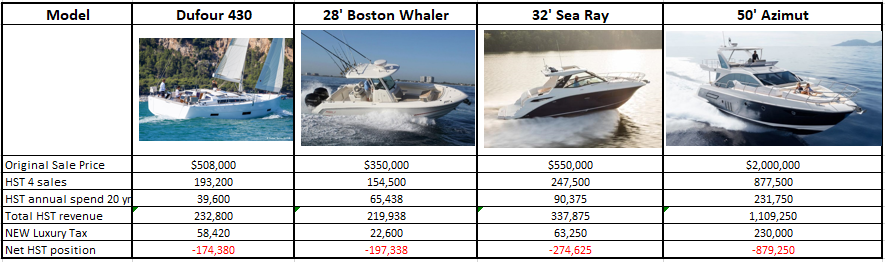 Model Dufour 430 28' Boston Whaler 32' Sea Ray 50' Azimut
Original Sale Price $508,000 $350,000 $550,000 $2,000,000
HST 4 sales 193,200 154,500 247,500 877,500
HST annual spend 20 yr 39,600 65,438 90,375 231,750
Total HST revenue 232,800 219,938 337,875 1,109,250
NEW Luxury Tax 58,420 22,600 63,250 230,000
Net HST position -174,380 -197,338 -274,625 -879,250